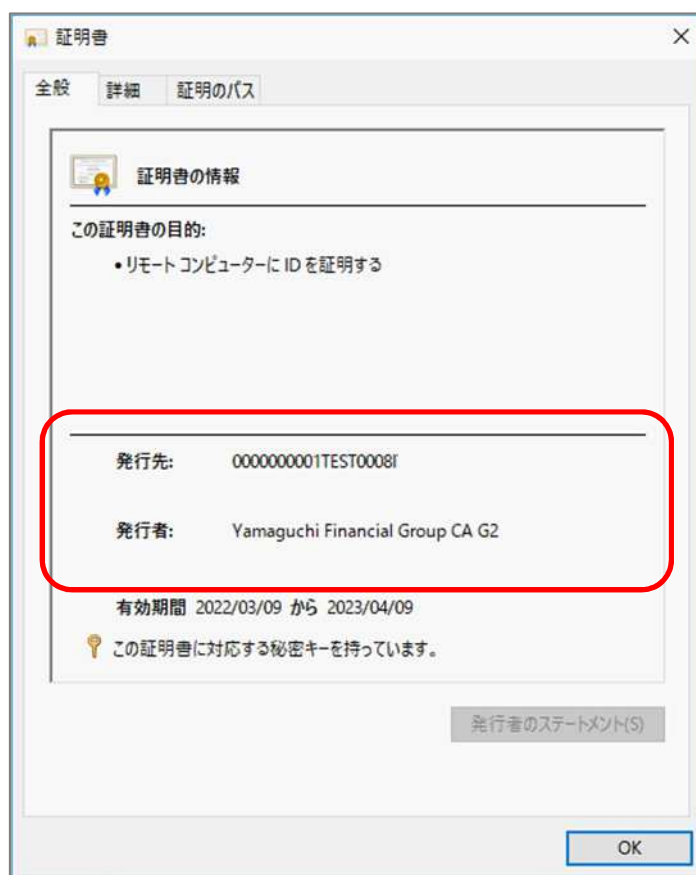 証明書
全般 詳細 証明のパス
証明書の情報
この証明書の目的:
• リモート コンピューターに ID を証明する
発行先:
発行者: Yamaguchi Financial Group CA G2
有効期間 2022/03/09 から 2023/04/09
この証明書に対応する秘密キーを持っています。
発行者のステートメント(S)
OK